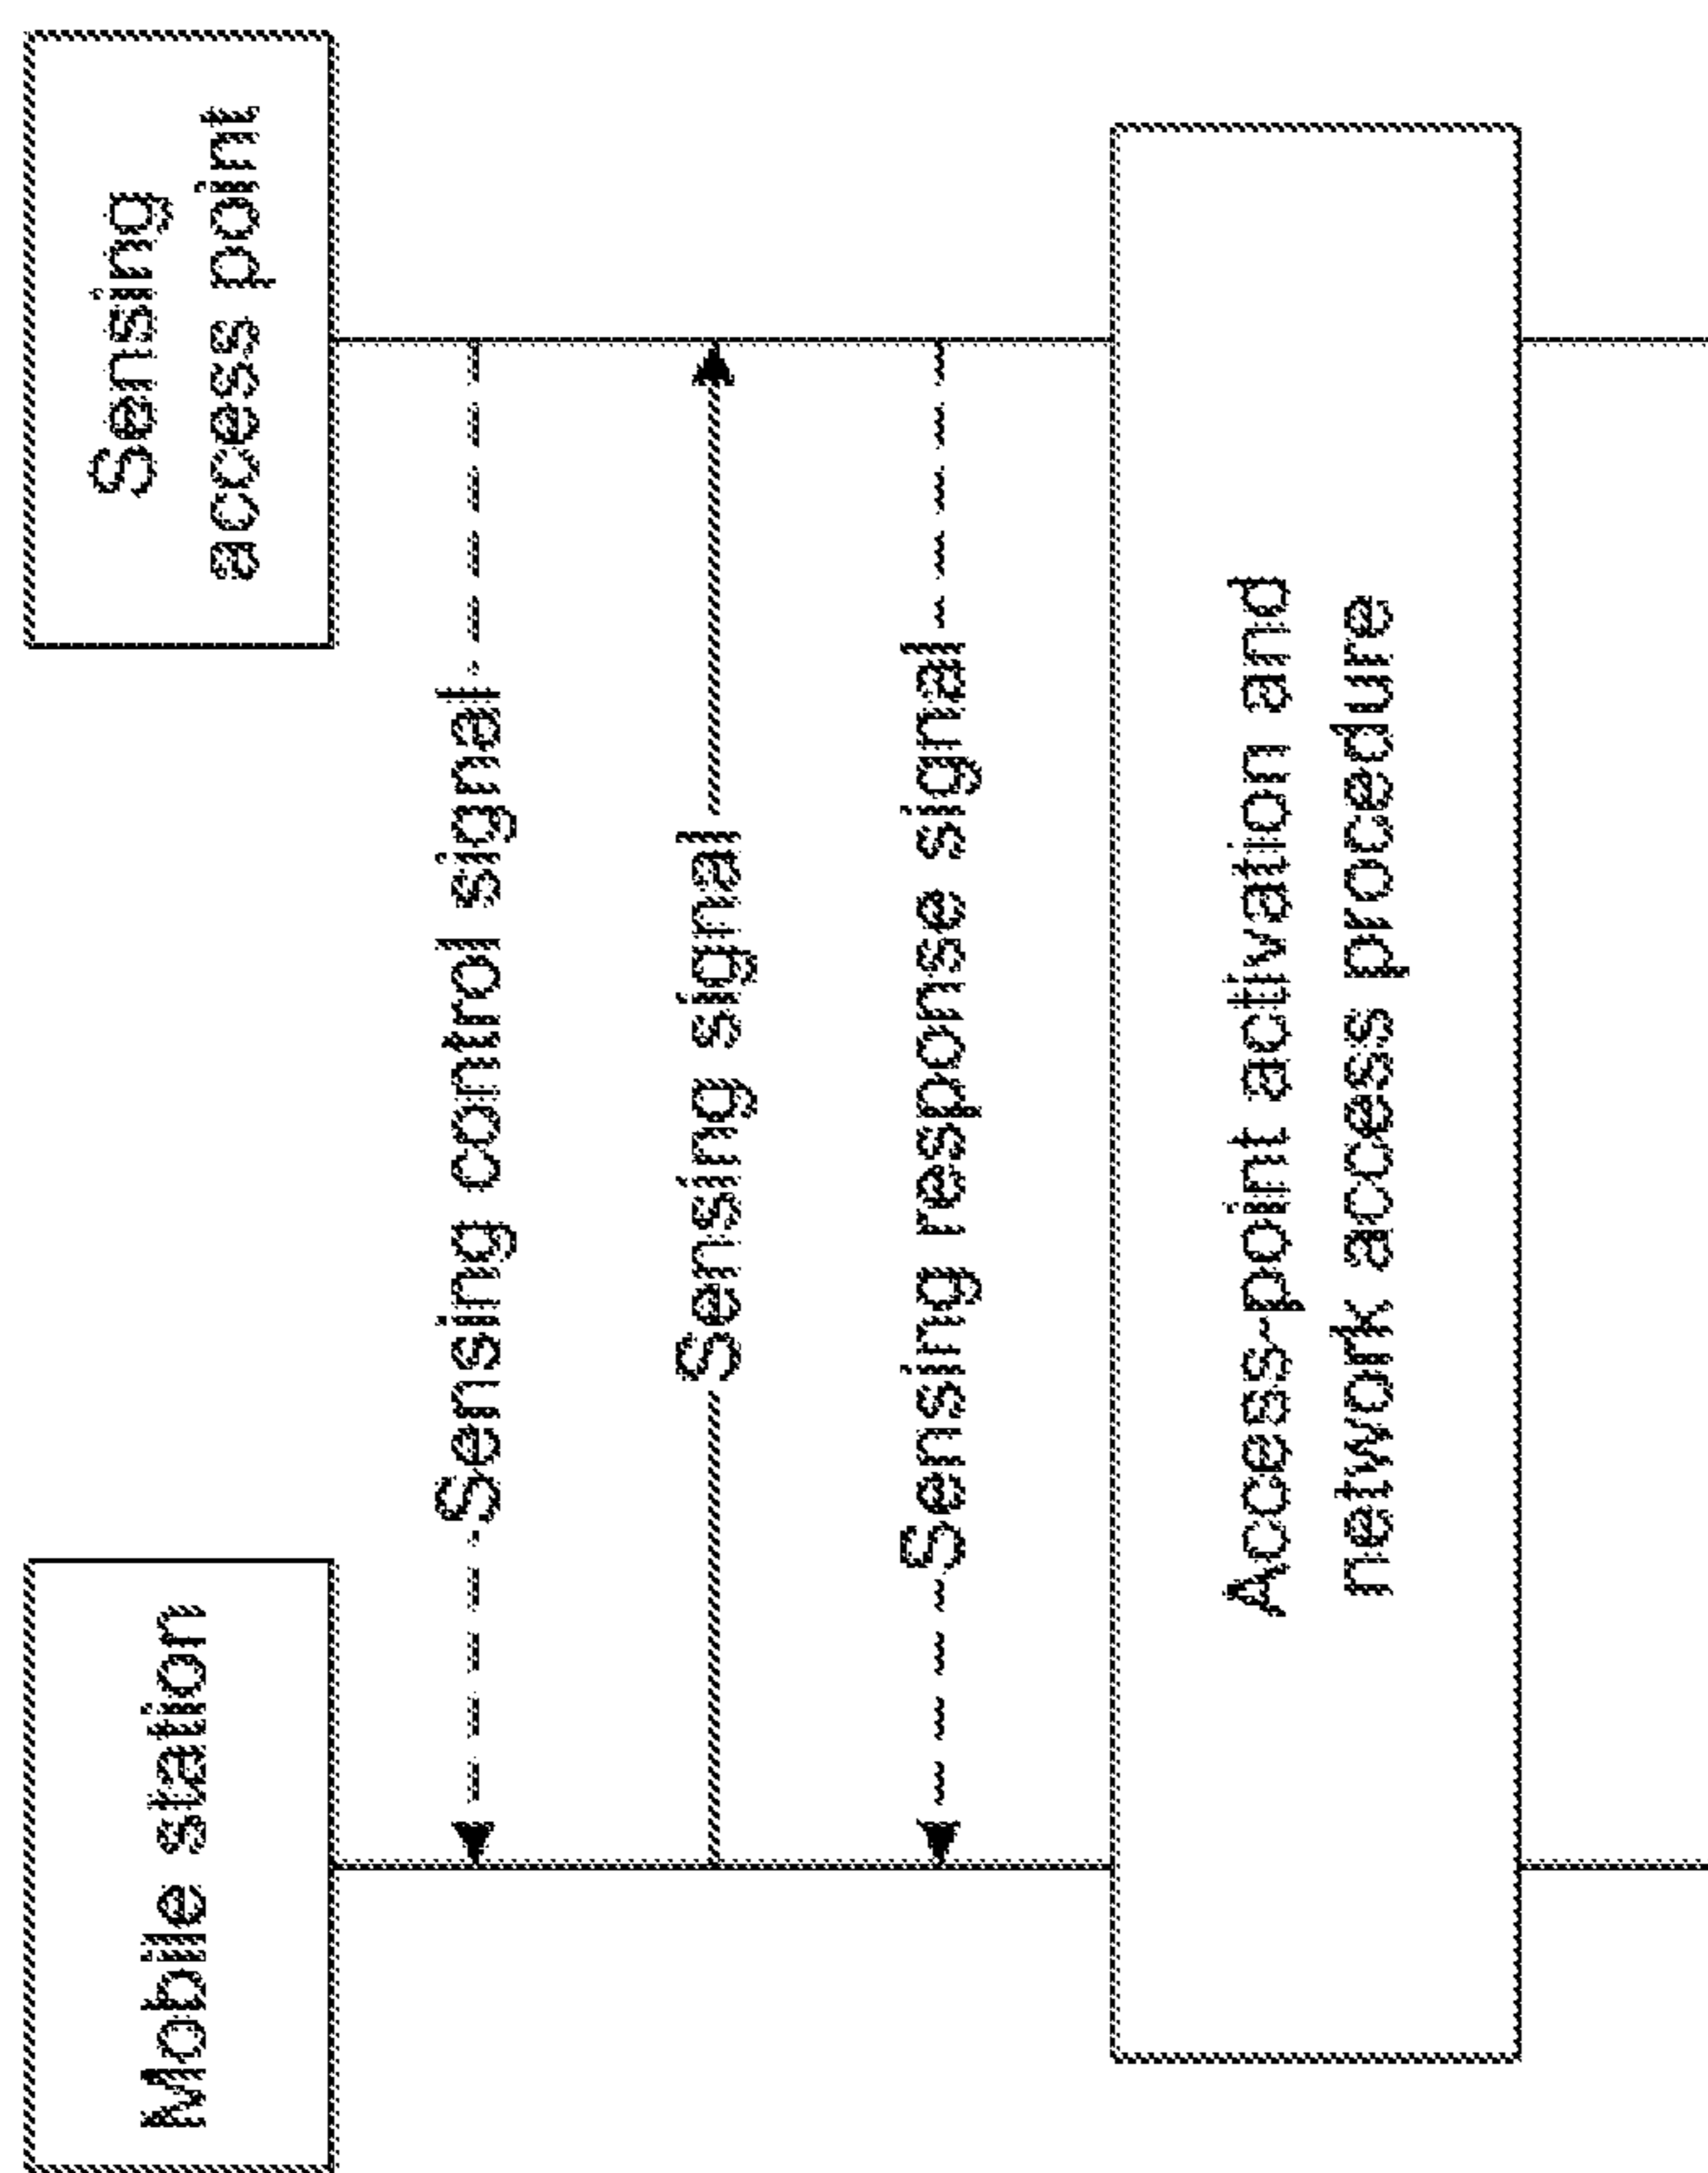 Mobile station
Sensing
access point
Sensing control signal
Sensing signal
Sensing response signal
Access-point activation and
network access procedure